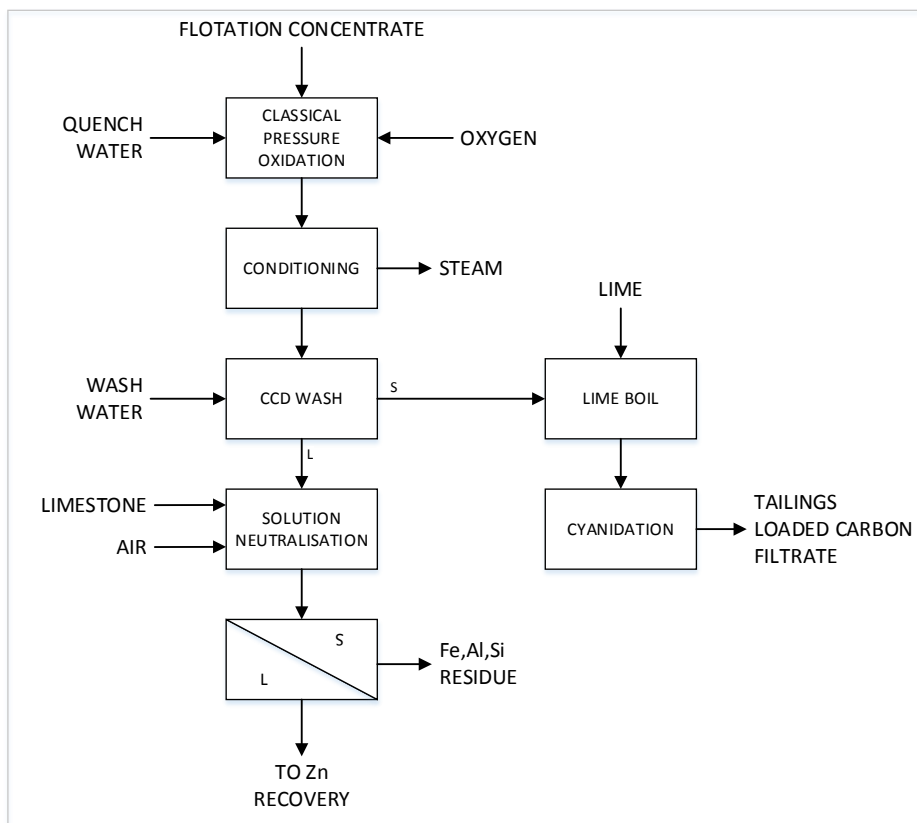 FLOTATION CONCENTRATE
CLASSICAL
PRESSURE
OXIDATION
QUENCH
WATER
OXYGEN
CONDITIONING
STEAM
LIME
WASH
WATER
CCD WASH
S
LIME BOIL
L
LIMESTONE
AIR
SOLUTION
NEUTRALISATION
CYANIDATION
TAILINGS
LOADED CARBON
FILTRATE
S
L
Fe,Al,Si
RESIDUE
TO Zn
RECOVERY